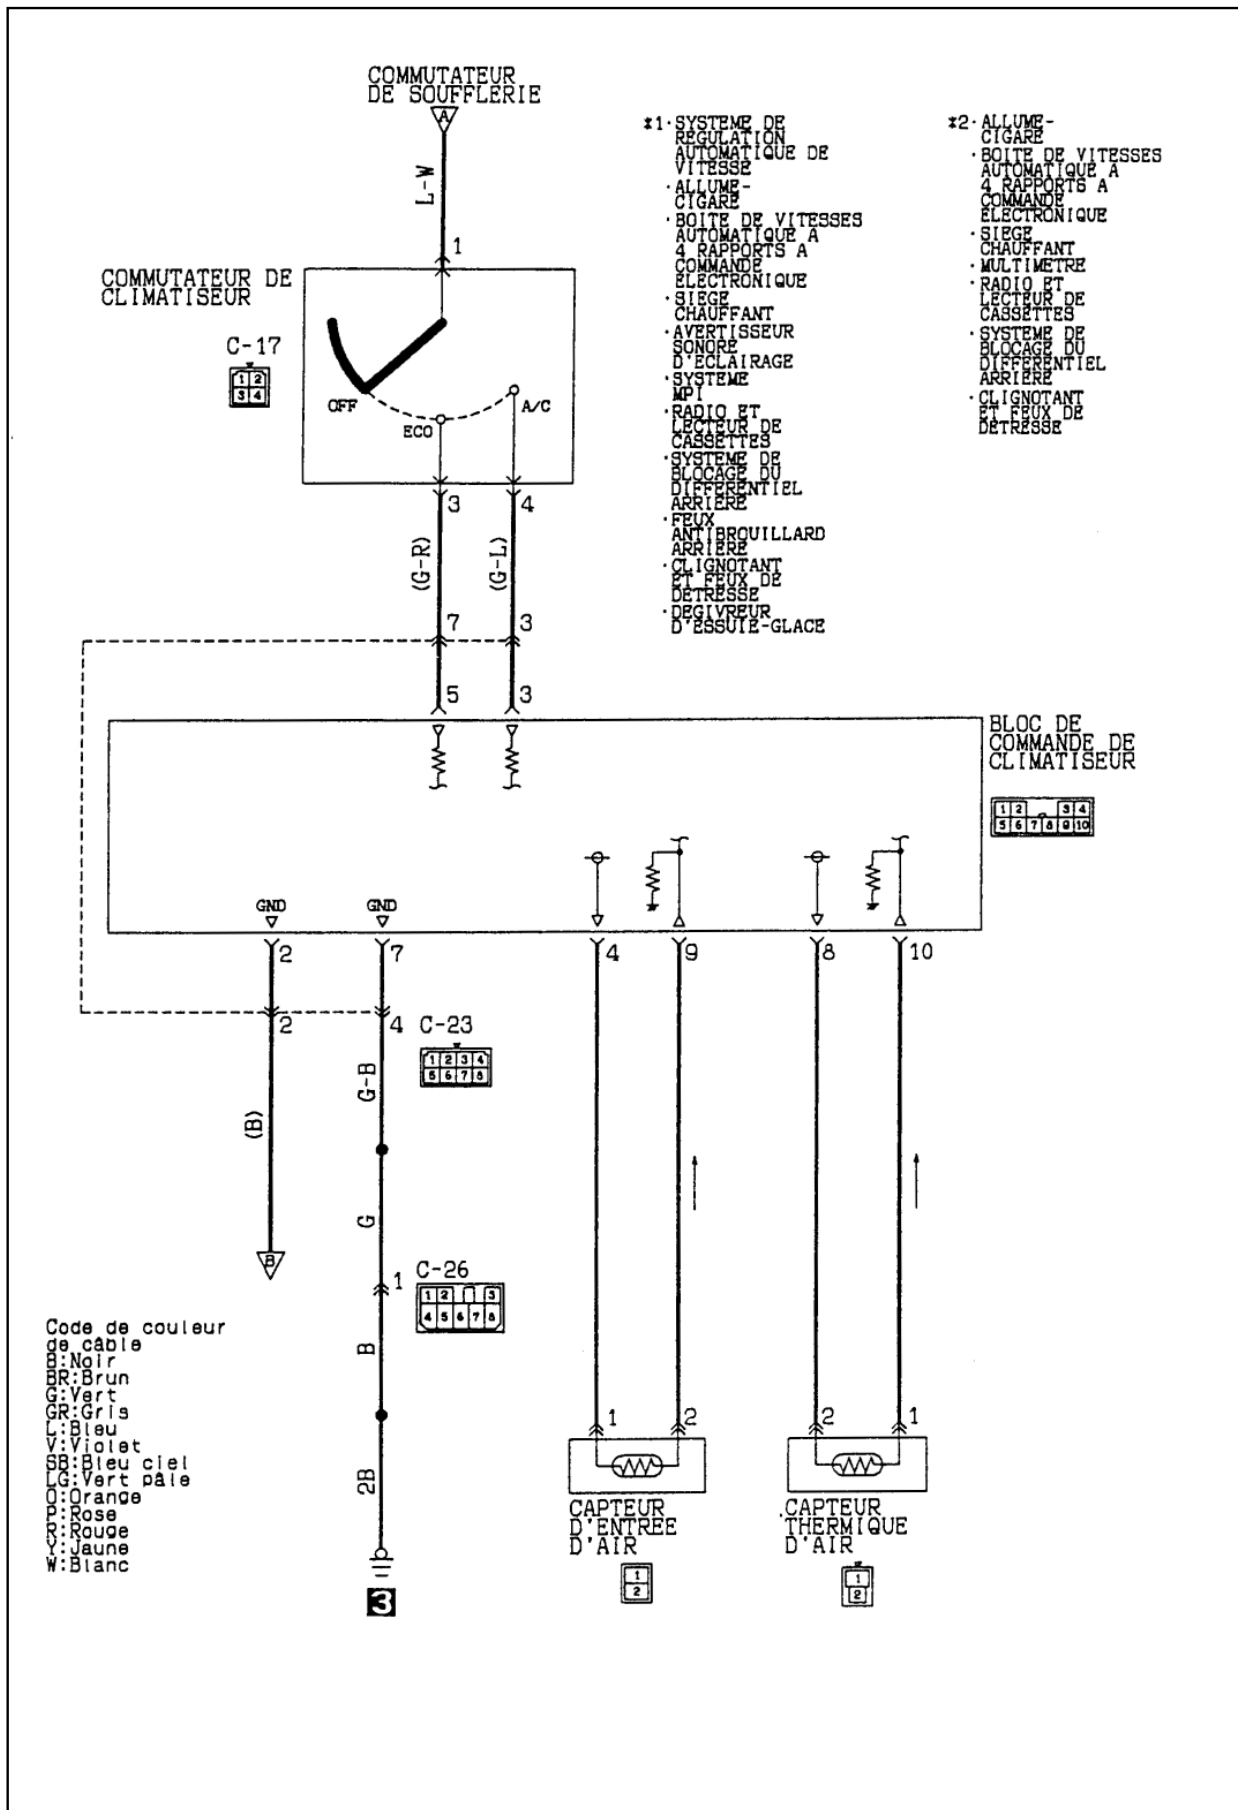 COMMUTATEUR
DE SOUFFLERIE
A
L-W
1
COMMUTATEUR DE
CLIMATISEUR
C-17
1 2
3 4
OFF
ECO
A/C
3
4
(G-R)
(G-L)
7
3
5
3
*1·SYSTEME DE
REGULATION
AUTOMATIQUE DE
VITESSE
·ALLUME-
CIGARE
·BOITE DE VITESSES
AUTOMATIQUE A
4 RAPPORTS A
COMMANDE
ELECTRONIQUE
·SIEGE
CHAUFFANT
·AVERTISSEUR
SONORE
D'ECLAIRAGE
·SYSTEME
MPI
·RADIO ET
LECTEUR DE
CASSETTES
·SYSTEME DE
BLOCAGE DU
DIFFERENTIEL
ARRIERE
·FEUX
ANTIBROUILLARD
ARRIERE
·CLIGNOTANT
ET FEUX DE
DETRESSE
·DEGIVREUR
D'ESSUIE-GLACE
*2·ALLUME-
CIGARE
·BOITE DE VITESSES
AUTOMATIQUE A
4 RAPPORTS A
COMMANDE
ELECTRONIQUE
·SIEGE
CHAUFFANT
·MULTIMETRE
·RADIO ET
LECTEUR DE
CASSETTES
·SYSTEME DE
BLOCAGE DU
DIFFERENTIEL
ARRIERE
·CLIGNOTANT
ET FEUX DE
DETRESSE
BLOC DE
COMMANDE DE
CLIMATISEUR
1 2 3 4
5 6 7 8 9 10
GND
GND
2
7
4
9
8
10
2
4
C-23
1 2 3 4
5 6 7 8
(B)
G-B
G
B
1
C-26
1 2 3
4 5 6 7 8
B
2B
3
1
2
2
1
CAPTEUR
D'ENTREE
D'AIR
1
2
CAPTEUR
THERMIQUE
D'AIR
1
2
Code de couleur
de câble
B:Noir
BR:Brun
G:Vert
GR:Gris
L:Bleu
V:Violet
SB:Bleu ciel
LG:Vert pâle
O:Orange
P:Rose
R:Rouge
Y:Jaune
W:Blanc